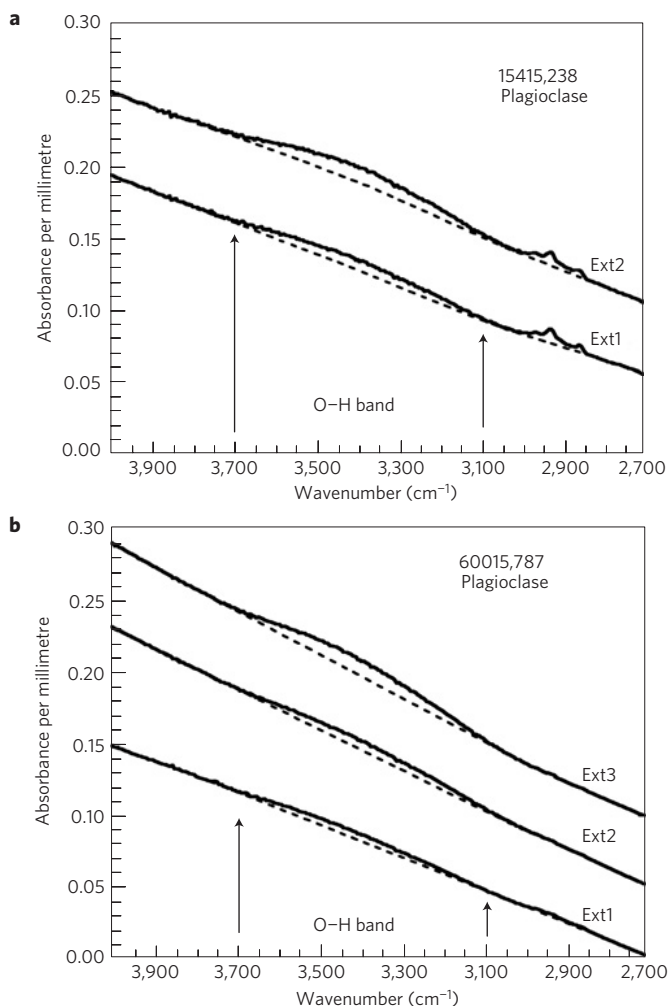 a
0.30
15415,238
Plagioclase
0.25
0.20
Absorbance per millimetre
0.15
Ext2
0.10
Ext1
0.05
O–H band
0.00
3,900 3,700 3,500 3,300 3,100 2,900 2,700
Wavenumber (cm⁻¹)
b
0.30
60015,787
Plagioclase
0.25
0.20
Absorbance per millimetre
0.15
Ext3
0.10
Ext2
0.05
Ext1
O–H band
0.00
3,900 3,700 3,500 3,300 3,100 2,900 2,700
Wavenumber (cm⁻¹)